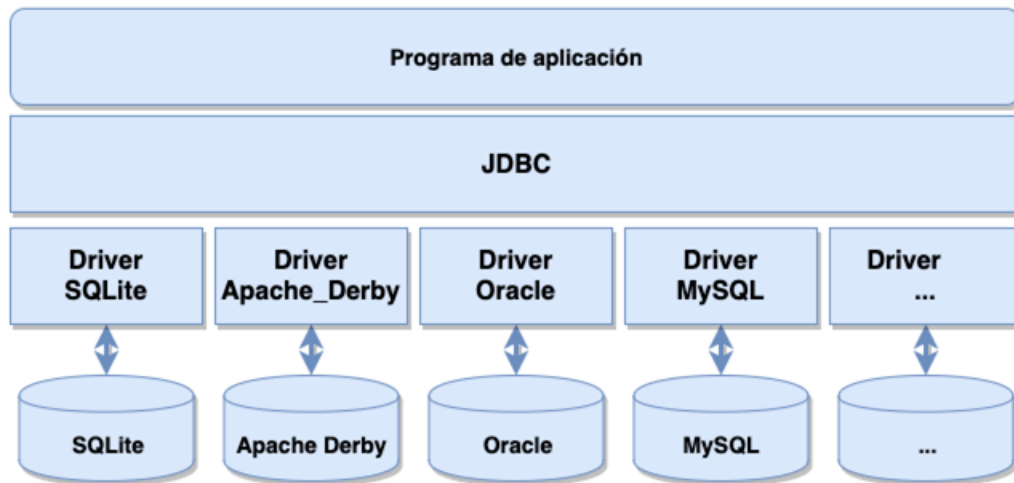 Programa de aplicación
JDBC
Driver
SQLite
Driver
Apache_Derby
Driver
Oracle
Driver
MySQL
Driver
...
SQLite
Apache Derby
Oracle
MySQL
...